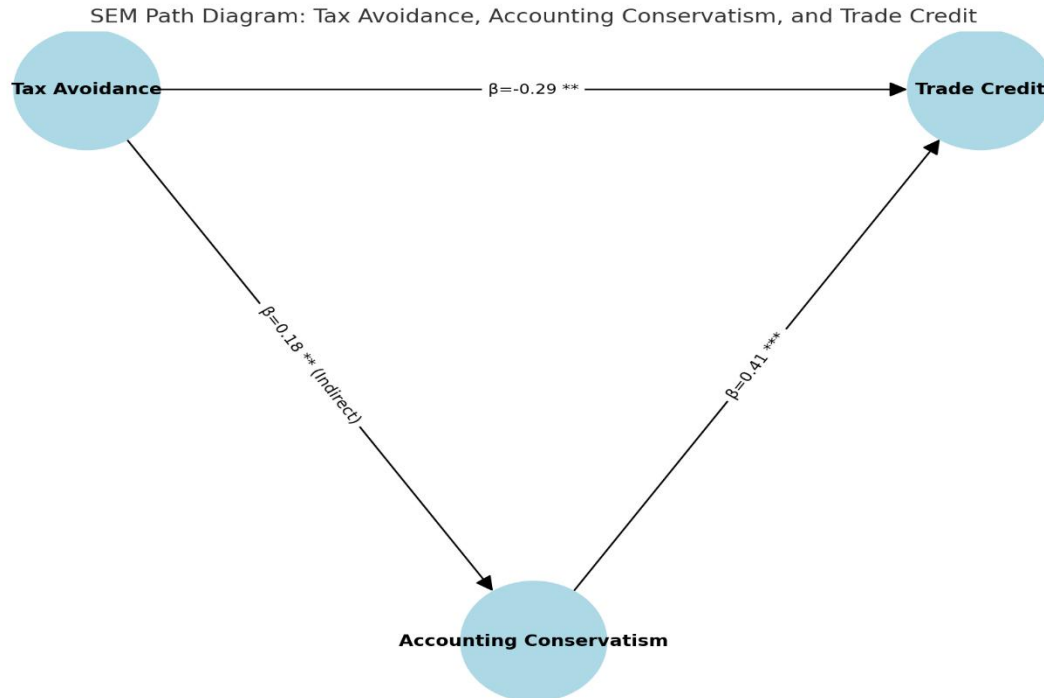 SEM Path Diagram: Tax Avoidance, Accounting Conservatism, and Trade Credit
Tax Avoidance
β=-0.29 **
Trade Credit
β=0.18 ** (Indirect)
β=0.41 ***
Accounting Conservatism